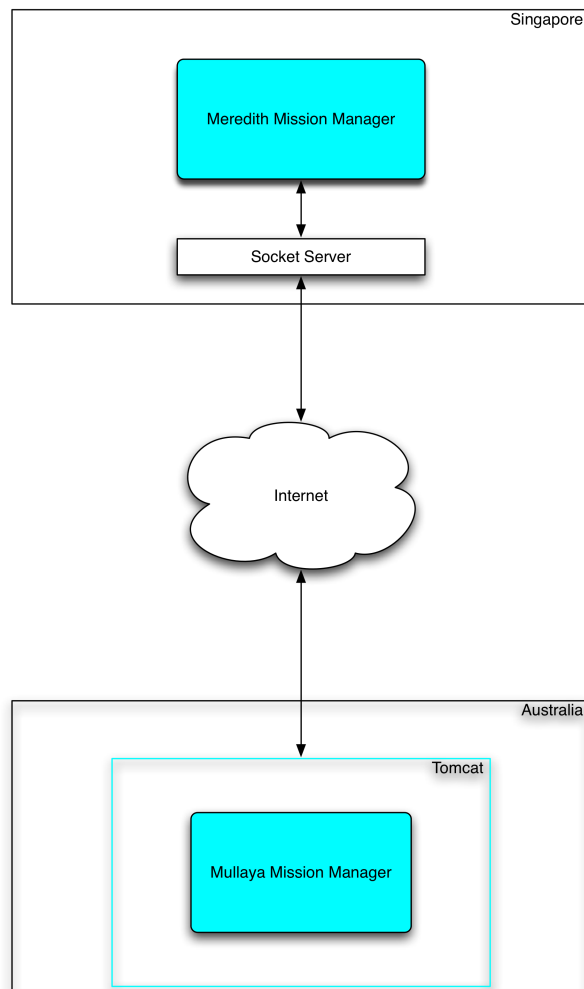 Singapore
Meredith Mission Manager
Socket Server
Internet
Australia
Tomcat
Mullaya Mission Manager